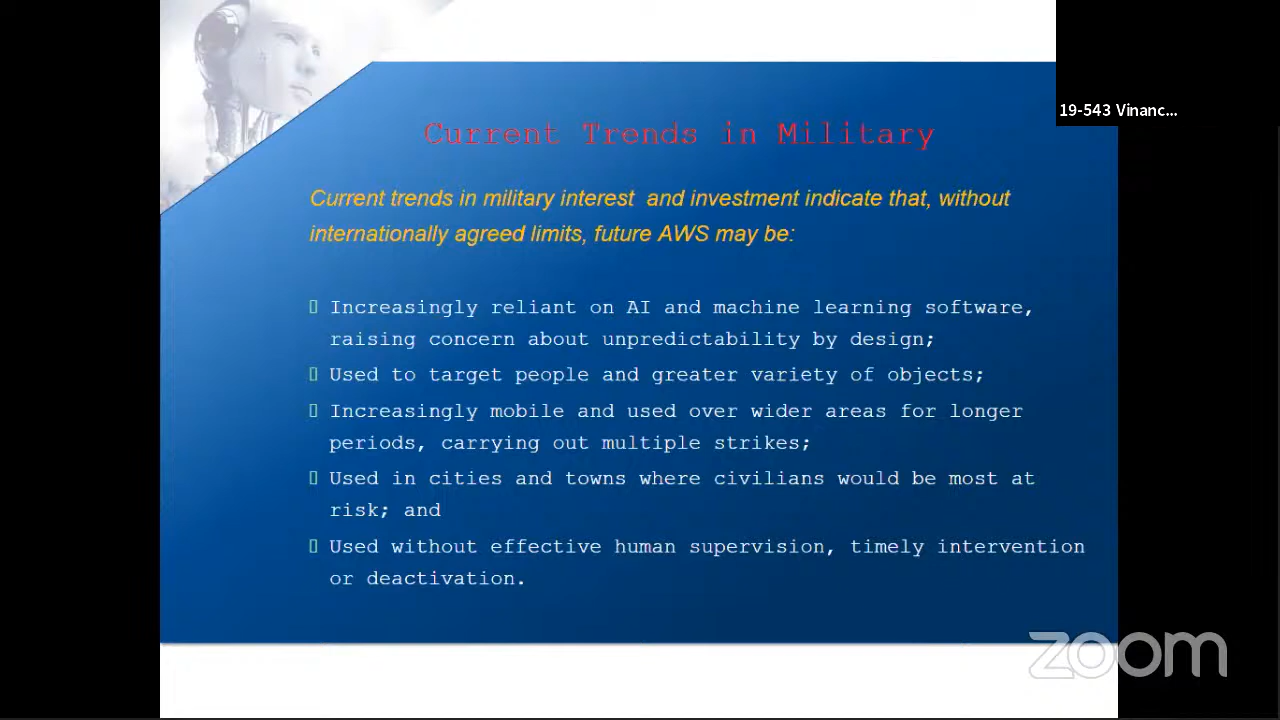 19-543 Vinanc...
Current Trends in Military
Current trends in military interest and investment indicate that, without
internationally agreed limits, future AWS may be:
Increasingly reliant on AI and machine learning software,
raising concern about unpredictability by design;
Used to target people and greater variety of objects;
Increasingly mobile and used over wider areas for longer
periods, carrying out multiple strikes;
Used in cities and towns where civilians would be most at
risk; and
Used without effective human supervision, timely intervention
or deactivation.
zoom